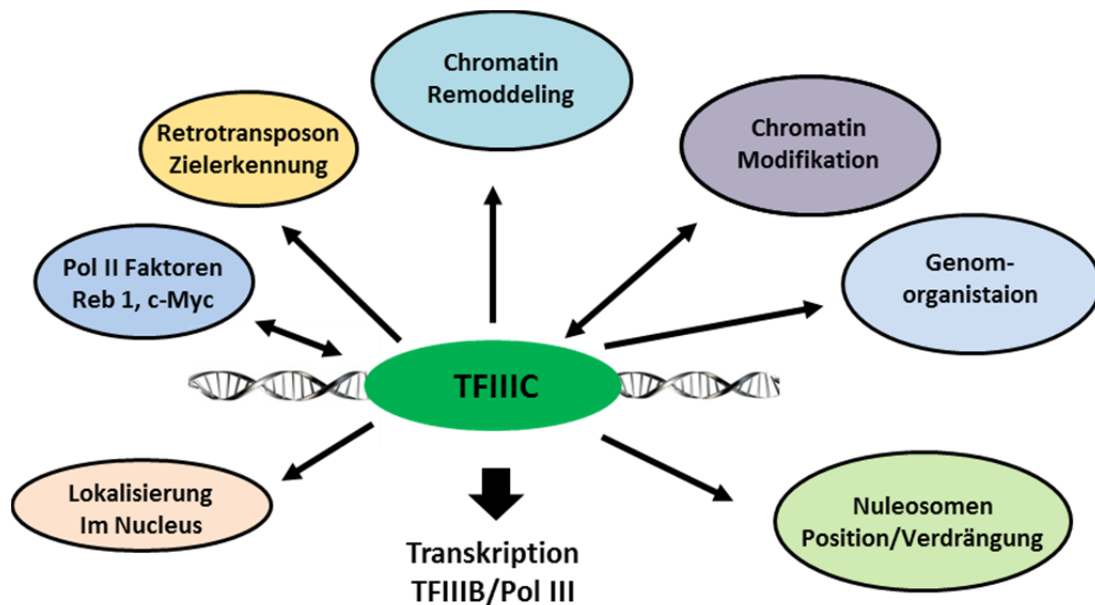 Chromatin
Remoddeling
Retrotransposon
Zielerkennung
Chromatin
Modifikation
Pol II Faktoren
Reb 1, c-Myc
Genom-
organistaion
TFIIIC
Lokalisierung
Im Nucleus
Nuleosomen
Position/Verdrängung
Transkription
TFIIIB/Pol III